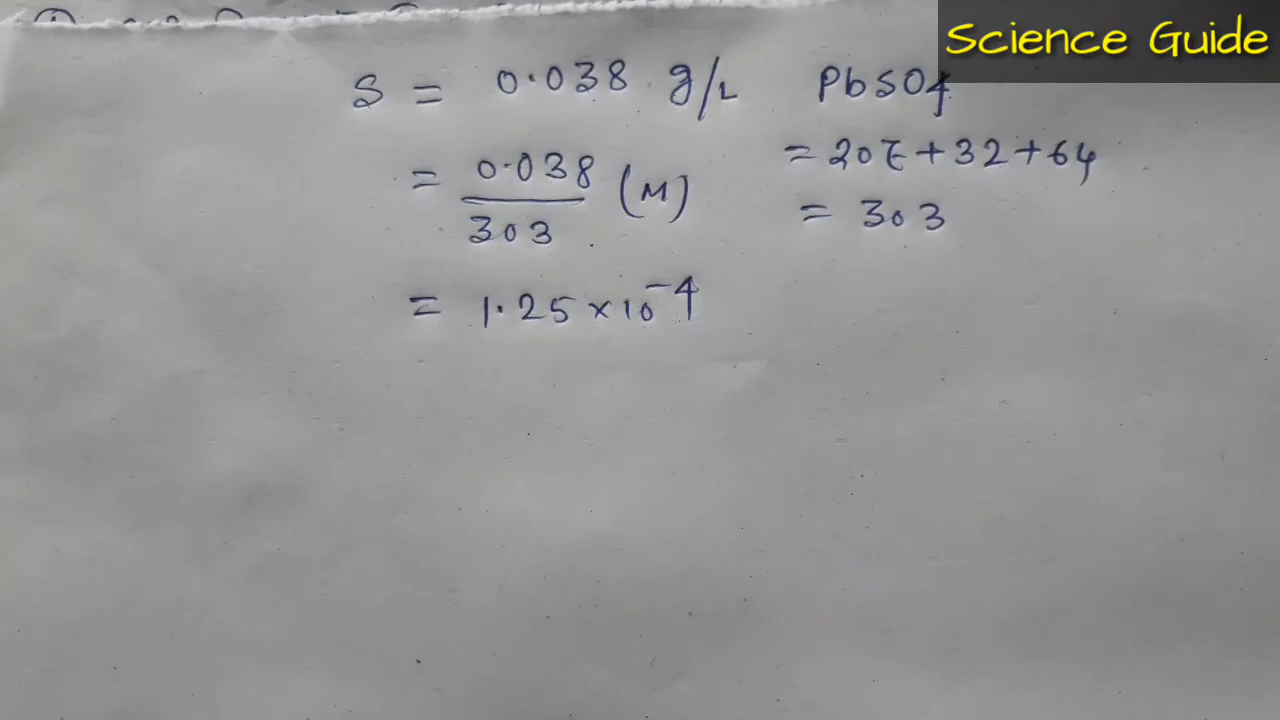 Science Guide
S = 0.038 g/L PbSO4
= 0.038/303 (M) = 207+32+64
= 303
= 1.25 × 10⁻⁴